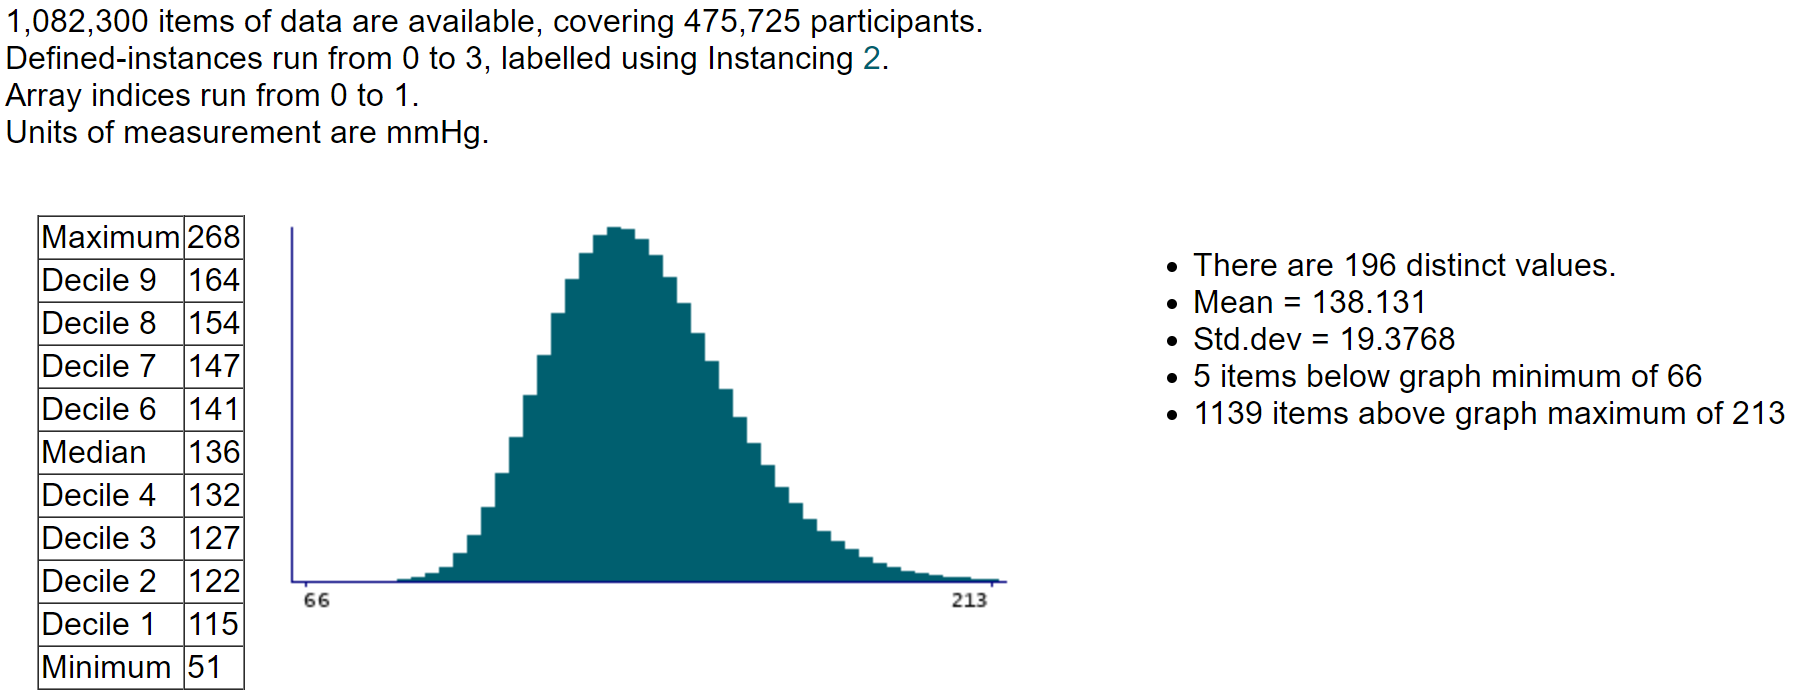 1,082,300 items of data are available, covering 475,725 participants.
Defined-instances run from 0 to 3, labelled using Instancing 2.
Array indices run from 0 to 1.
Units of measurement are mmHg.
Maximum 268
Decile 9 164
Decile 8 154
Decile 7 147
Decile 6 141
Median 136
Decile 4 132
Decile 3 127
Decile 2 122
Decile 1 115
Minimum 51
66 213
• There are 196 distinct values.
• Mean = 138.131
• Std.dev = 19.3768
• 5 items below graph minimum of 66
• 1139 items above graph maximum of 213